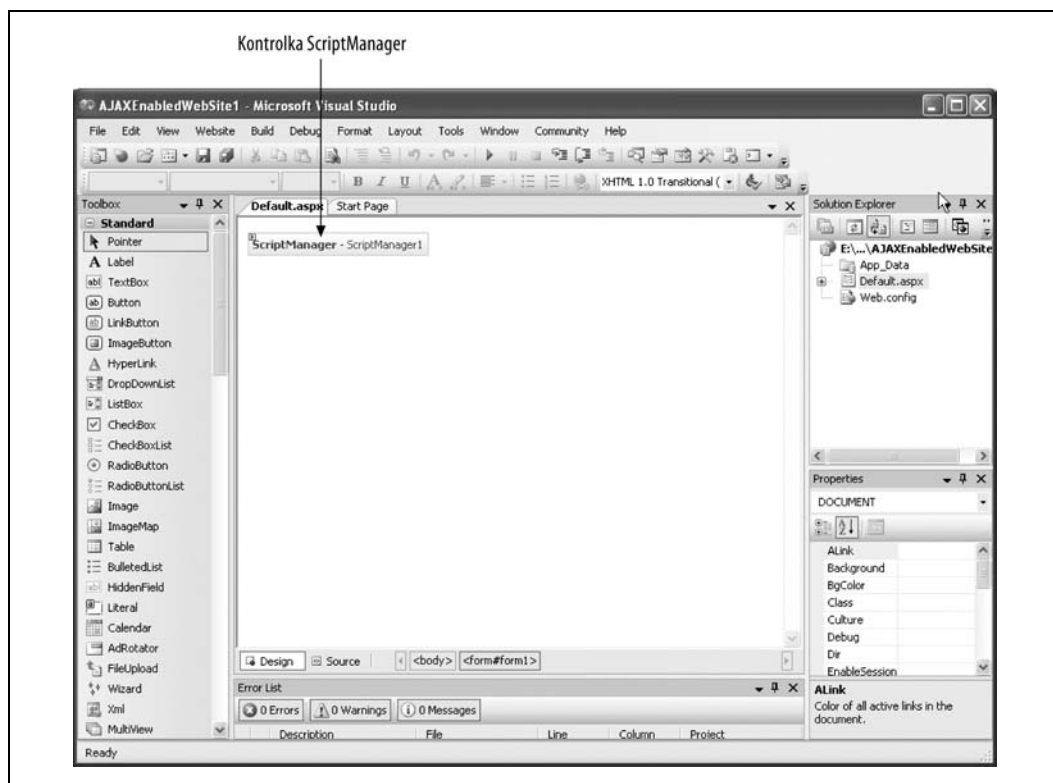 Kontrolka ScriptManager
AJAXEnabledWebSite1 - Microsoft Visual Studio
File Edit View Website Build Debug Format Layout Tools Window Community Help
B I U A XHTML 1.0 Transitional (
Toolbox
Default.aspx Start Page
Solution Explorer
Standard
Pointer
A Label
abl TextBox
ab Button
ab LinkButton
ImageButton
A HyperLink
DropDownList
ListBox
CheckBox
CheckBoxList
RadioButton
RadioButtonList
Image
ImageMap
Table
BulletedList
abl HiddenField
Literal
Calendar
AdRotator
FileUpload
Wizard
Xml
MultiView
ScriptManager - ScriptManager1
E:\...\AJAXEnabledWebSite
App_Data
Default.aspx
Web.config
Properties
DOCUMENT
ALink
Background
BgColor
Class
Culture
Debug
Dir
EnableSession
ALink
Color of all active links in the
document.
Design Source <body> <form#form1>
Error List
0 Errors 0 Warnings 0 Messages
Description File Line Column Project
Ready